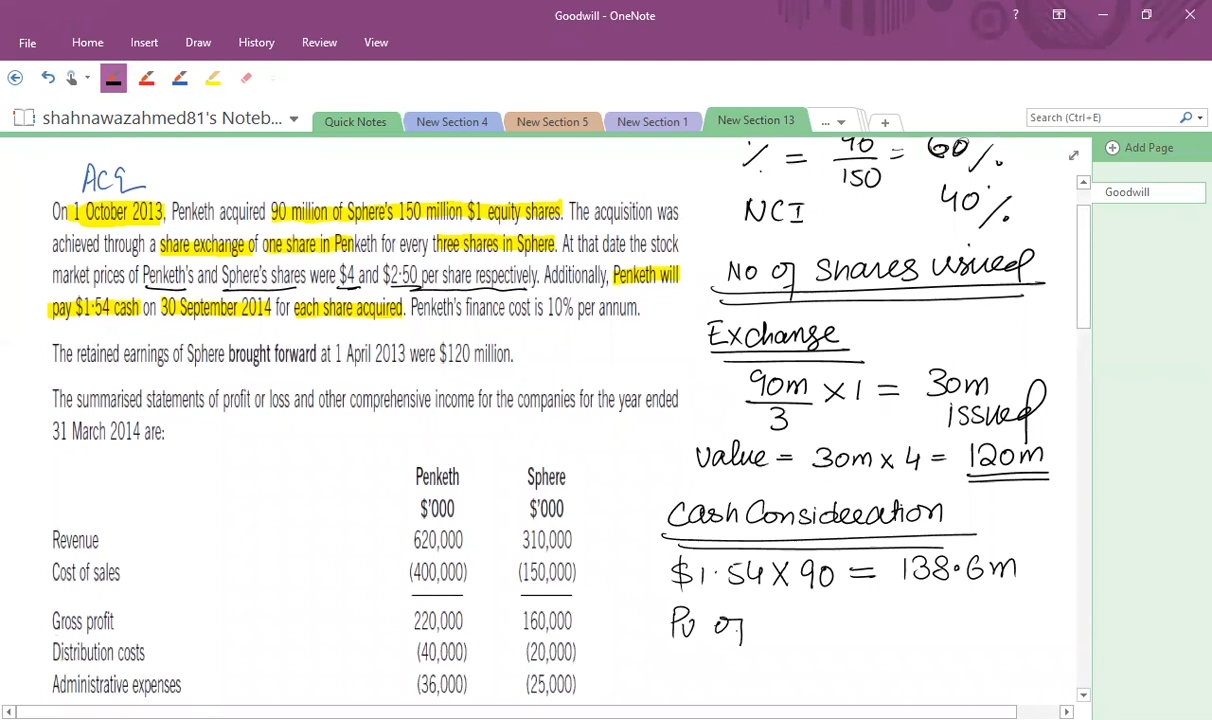 Goodwill - OneNote
?
File Home Insert Draw History Review View
shahnawazahmed81's Noteb... Quick Notes New Section 4 New Section 5 New Section 1 New Section 13 ... + Search (Ctrl+E)
Add Page
Goodwill
ACQ
On 1 October 2013, Penketh acquired 90 million of Sphere's 150 million $1 equity shares. The acquisition was
achieved through a share exchange of one share in Penketh for every three shares in Sphere. At that date the stock
market prices of Penketh's and Sphere's shares were $4 and $2·50 per share respectively. Additionally, Penketh will
pay $1·54 cash on 30 September 2014 for each share acquired. Penketh's finance cost is 10% per annum.
The retained earnings of Sphere brought forward at 1 April 2013 were $120 million.
The summarised statements of profit or loss and other comprehensive income for the companies for the year ended
31 March 2014 are:
Penketh Sphere
$'000 $'000
Revenue 620,000 310,000
Cost of sales (400,000) (150,000)
Gross profit 220,000 160,000
Distribution costs (40,000) (20,000)
Administrative expenses (36,000) (25,000)
% = 90/150 = 60%
NCI 40%
No of shares issued
Exchange
90m/3 × 1 = 30m
issued
Value = 30m × 4 = 120m
Cash Consideration
$1.54 × 90 = 138.6m
PV of